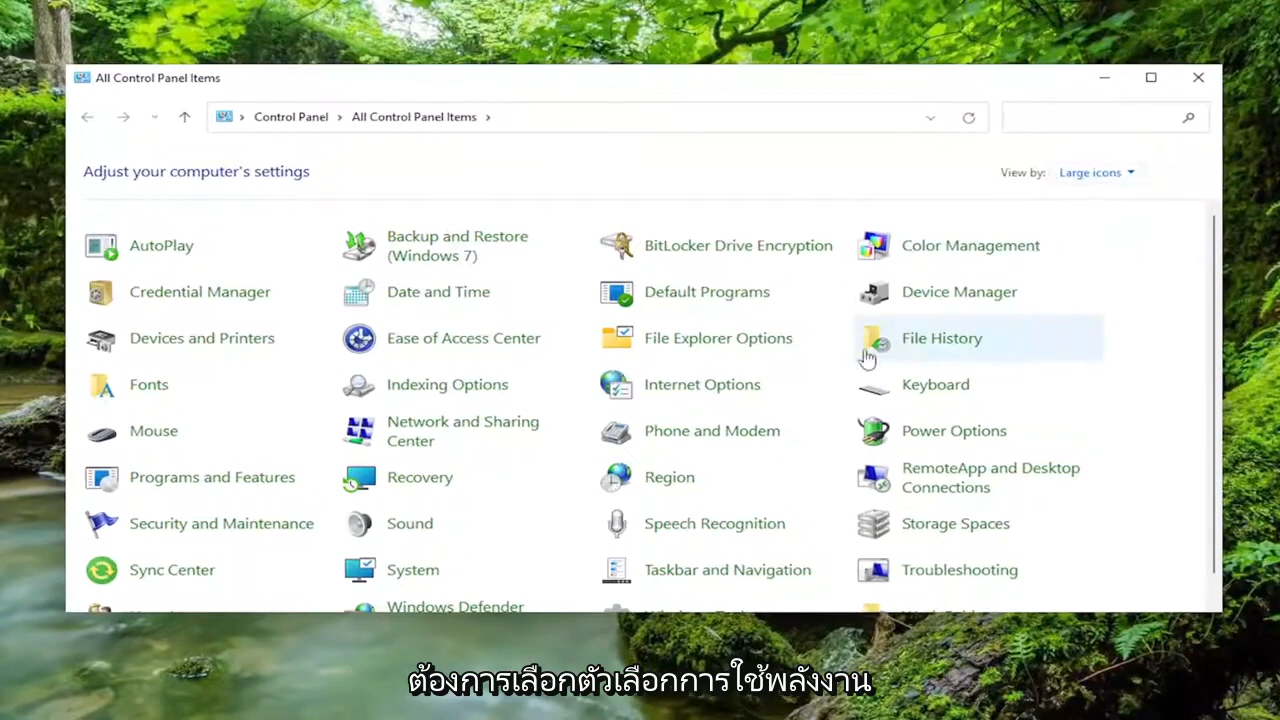 All Control Panel Items
Control Panel > All Control Panel Items >
Adjust your computer's settings
View by: Large icons
AutoPlay
Backup and Restore
(Windows 7)
BitLocker Drive Encryption
Color Management
Credential Manager
Date and Time
Default Programs
Device Manager
Devices and Printers
Ease of Access Center
File Explorer Options
File History
Fonts
Indexing Options
Internet Options
Keyboard
Mouse
Network and Sharing
Center
Phone and Modem
Power Options
Programs and Features
Recovery
Region
RemoteApp and Desktop
Connections
Security and Maintenance
Sound
Speech Recognition
Storage Spaces
Sync Center
System
Taskbar and Navigation
Troubleshooting
Windows Defender
ต้องการเลือกตัวเลือกการใช้พลังงาน